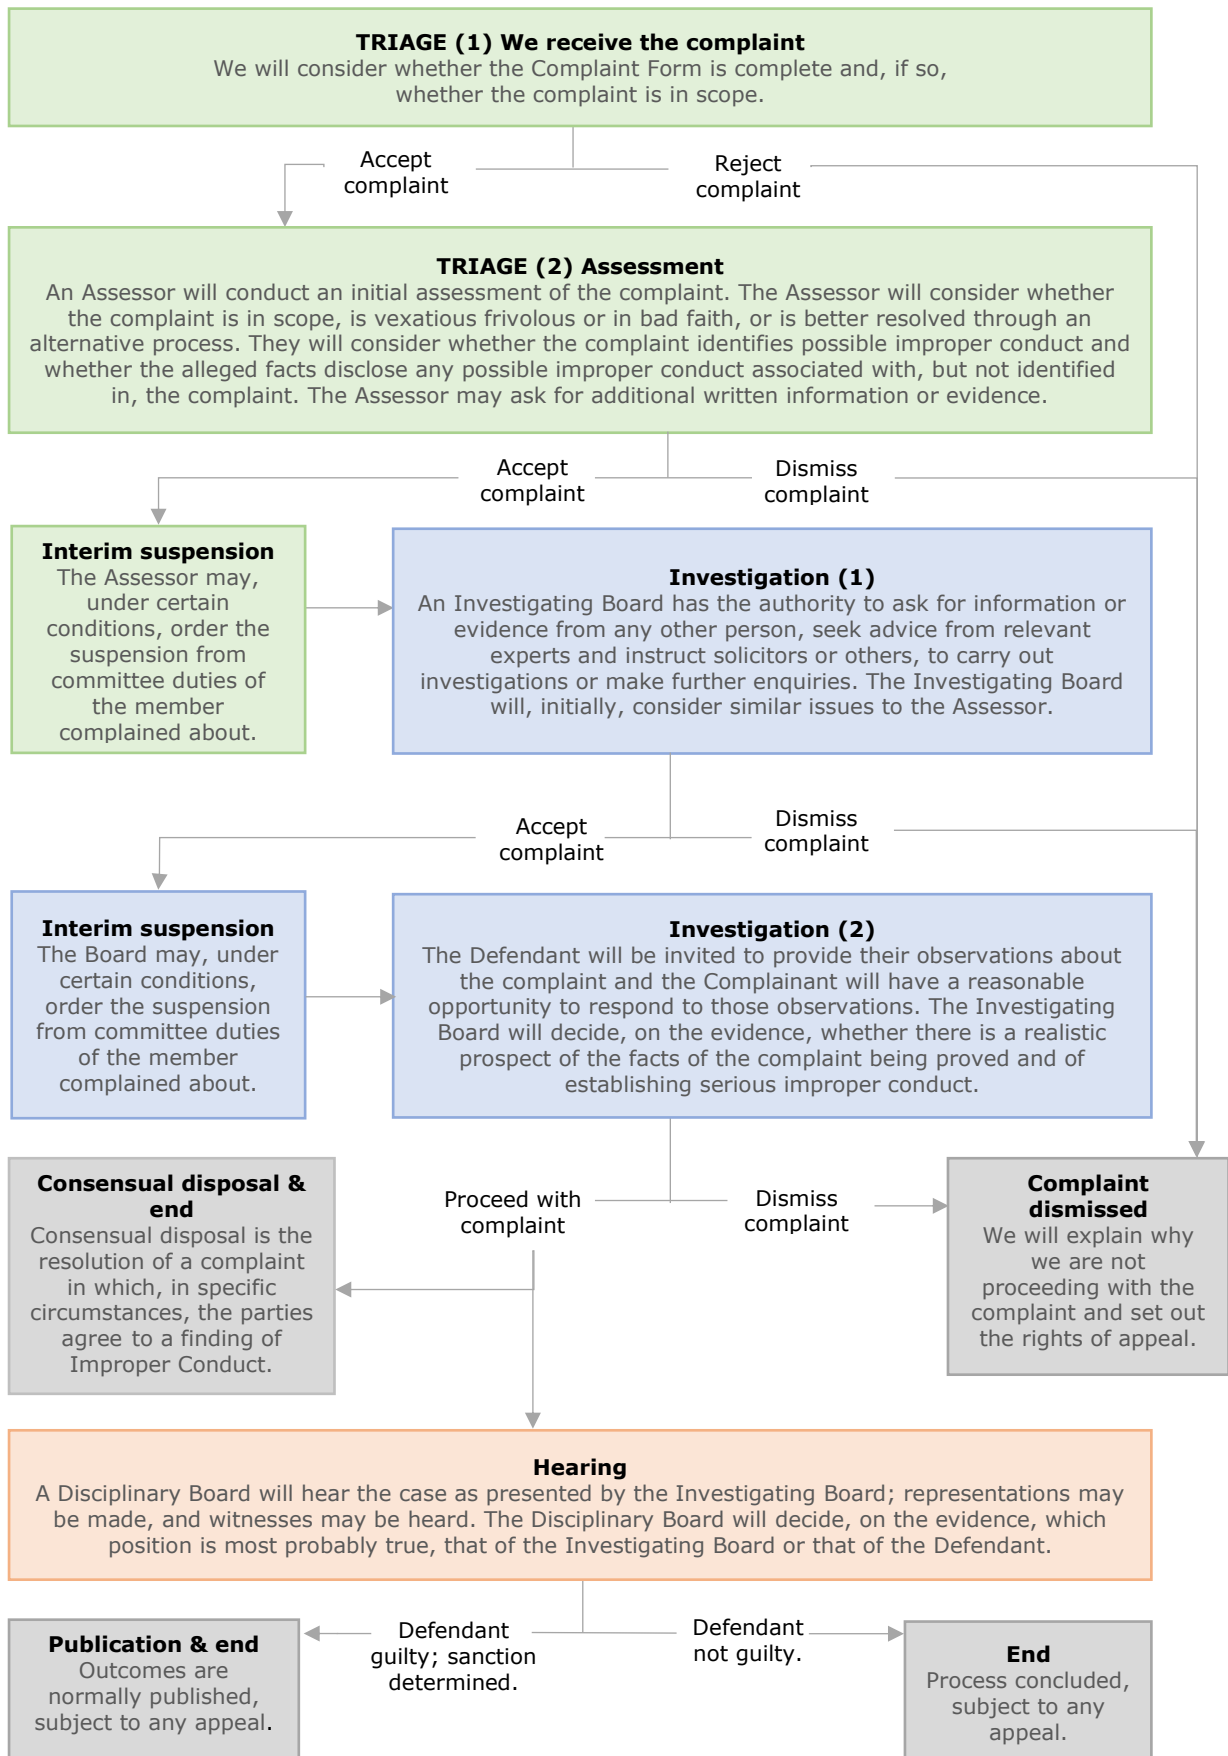 TRIAGE (1) We receive the complaint
We will consider whether the Complaint Form is complete and, if so,
whether the complaint is in scope.
Accept
complaint
Reject
complaint
TRIAGE (2) Assessment
An Assessor will conduct an initial assessment of the complaint. The Assessor will consider whether
the complaint is in scope, is vexatious frivolous or in bad faith, or is better resolved through an
alternative process. They will consider whether the complaint identifies possible improper conduct and
whether the alleged facts disclose any possible improper conduct associated with, but not identified
in, the complaint. The Assessor may ask for additional written information or evidence.
Accept
complaint
Dismiss
complaint
Interim suspension
The Assessor may,
under certain
conditions, order the
suspension from
committee duties of
the member
complained about.
Investigation (1)
An Investigating Board has the authority to ask for information or
evidence from any other person, seek advice from relevant
experts and instruct solicitors or others, to carry out
investigations or make further enquiries. The Investigating Board
will, initially, consider similar issues to the Assessor.
Accept
complaint
Dismiss
complaint
Interim suspension
The Board may, under
certain conditions,
order the suspension
from committee duties
of the member
complained about.
Investigation (2)
The Defendant will be invited to provide their observations about
the complaint and the Complainant will have a reasonable
opportunity to respond to those observations. The Investigating
Board will decide, on the evidence, whether there is a realistic
prospect of the facts of the complaint being proved and of
establishing serious improper conduct.
Consensual disposal &
end
Consensual disposal is the
resolution of a complaint
in which, in specific
circumstances, the parties
agree to a finding of
Improper Conduct.
Proceed with
complaint
Dismiss
complaint
Complaint
dismissed
We will explain why
we are not
proceeding with the
complaint and set out
the rights of appeal.
Hearing
A Disciplinary Board will hear the case as presented by the Investigating Board; representations may
be made, and witnesses may be heard. The Disciplinary Board will decide, on the evidence, which
position is most probably true, that of the Investigating Board or that of the Defendant.
Publication & end
Outcomes are
normally published,
subject to any appeal.
Defendant
guilty; sanction
determined.
Defendant
not guilty.
End
Process concluded,
subject to any
appeal.